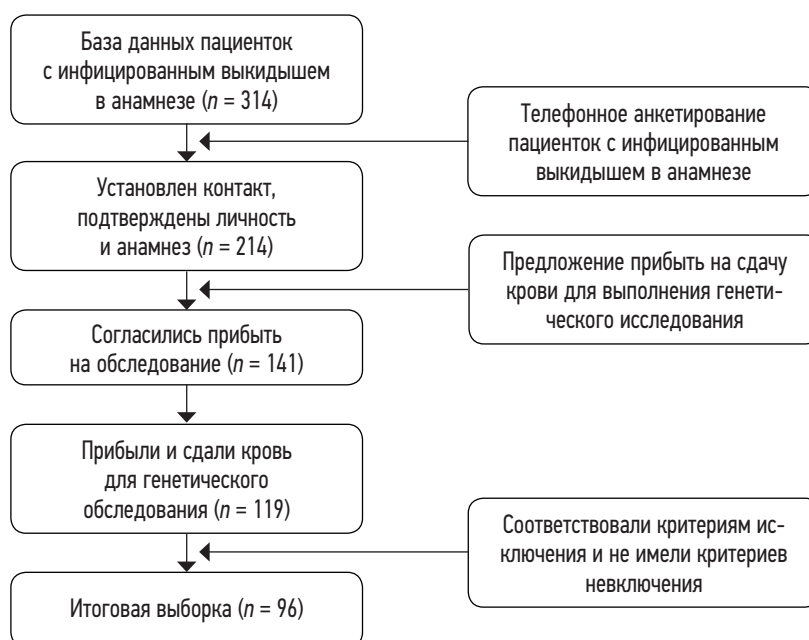 База данных пациенток
с инфицированным выкидышем
в анамнезе (n = 314)
Телефонное анкетирование
пациенток с инфицированным
выкидышем в анамнезе
Установлен контакт,
подтверждены личность
и анамнез (n = 214)
Предложение прибыть на сдачу
крови для выполнения генети-
ческого исследования
Согласились прибыть
на обследование (n = 141)
Прибыли и сдали кровь
для генетического
обследования (n = 119)
Соответствовали критериям ис-
ключения и не имели критериев
невключения
Итоговая выборка (n = 96)